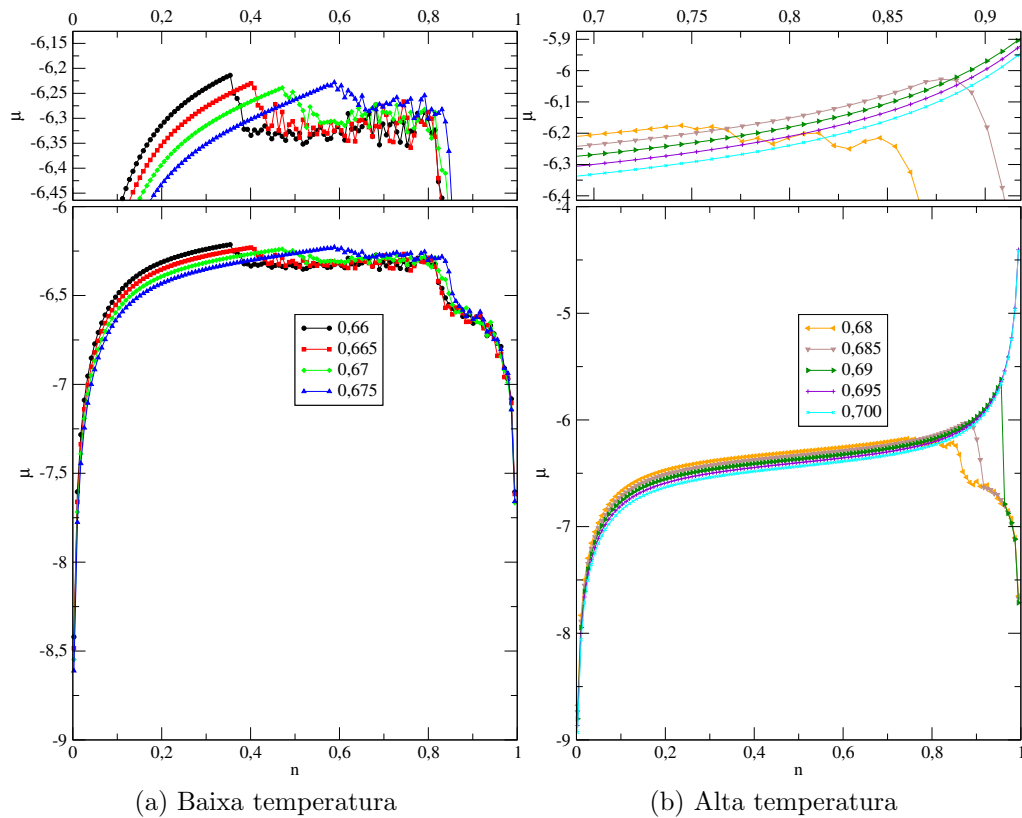 0 0,2 0,4 0,6 0,8 1
-6,15
-6,2
-6,25
-6,3
-6,35
-6,4
-6,45
μ
-6
-6,5
-7
-7,5
-8
-8,5
-9
μ
0,66
0,665
0,67
0,675
0 0,2 0,4 0,6 0,8 1
n
(a) Baixa temperatura
0,7 0,75 0,8 0,85 0,9
-5,9
-6
-6,1
-6,2
-6,3
-6,4
μ
-4
-5
-6
-7
-8
-9
μ
0,68
0,685
0,69
0,695
0,700
0 0,2 0,4 0,6 0,8 1
n
(b) Alta temperatura